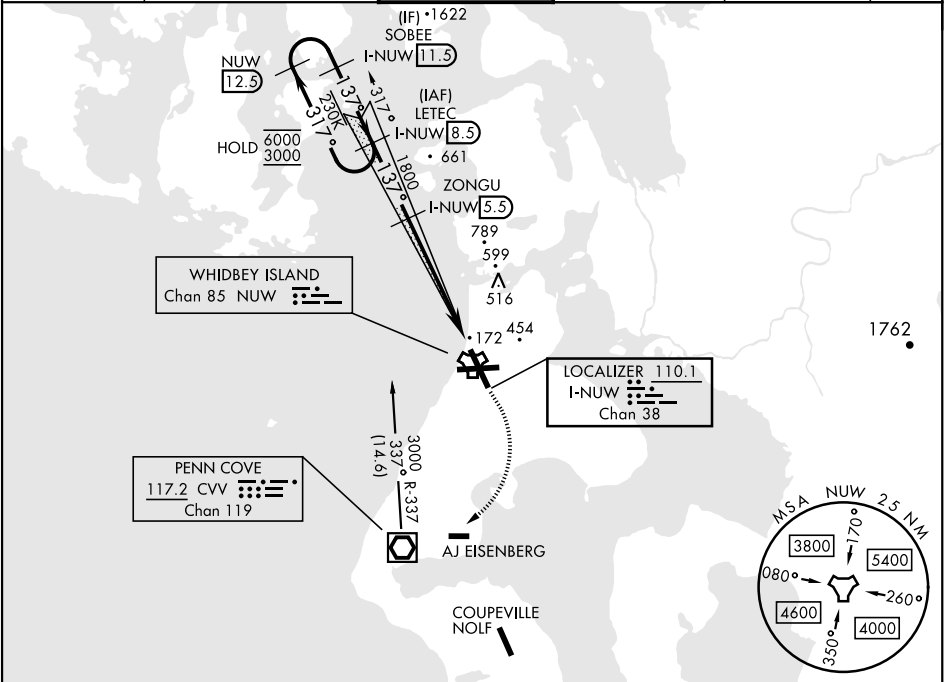 (IF) 1622
SOBEE
I-NUW 11.5
NUW
12.5
137°
317°
230K
317°
(IAF)
LETEC
I-NUW 8.5
HOLD 6000
3000
661
1800
137°
ZONGU
I-NUW 5.5
789
599
516
WHIDBEY ISLAND
Chan 85 NUW
172 454
1762
LOCALIZER 110.1
I-NUW
Chan 38
3000
337° R-337
(14.6)
PENN COVE
117.2 CVV
Chan 119
AJ EISENBERG
COUPEVILLE
NOLF
MSA NUW 25 NM
170°
3800
5400
080°
260°
4600
4000
350°